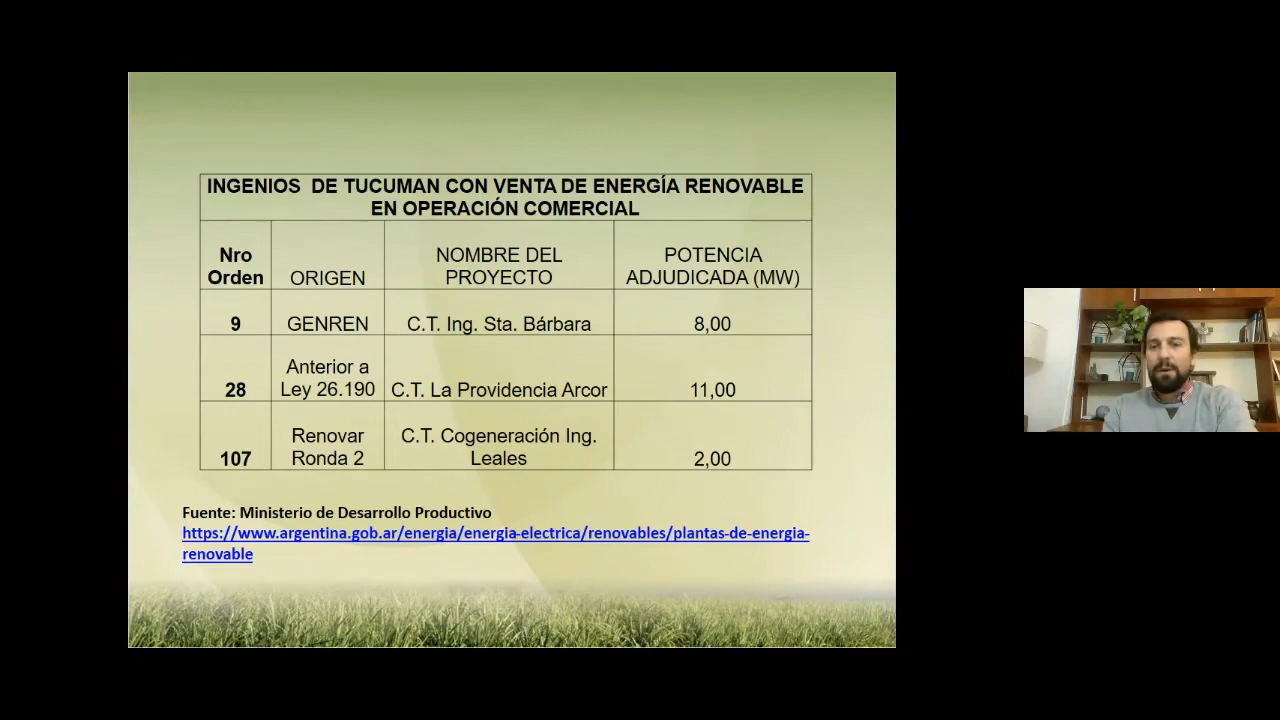 INGENIOS DE TUCUMAN CON VENTA DE ENERGÍA RENOVABLE
EN OPERACIÓN COMERCIAL
Nro
Orden
ORIGEN
NOMBRE DEL
PROYECTO
POTENCIA
ADJUDICADA (MW)
9
GENREN
C.T. Ing. Sta. Bárbara
8,00
28
Anterior a
Ley 26.190
C.T. La Providencia Arcor
11,00
107
Renovar
Ronda 2
C.T. Cogeneración Ing.
Leales
2,00
Fuente: Ministerio de Desarrollo Productivo
https://www.argentina.gob.ar/energia/energia-electrica/renovables/plantas-de-energia-
renovable